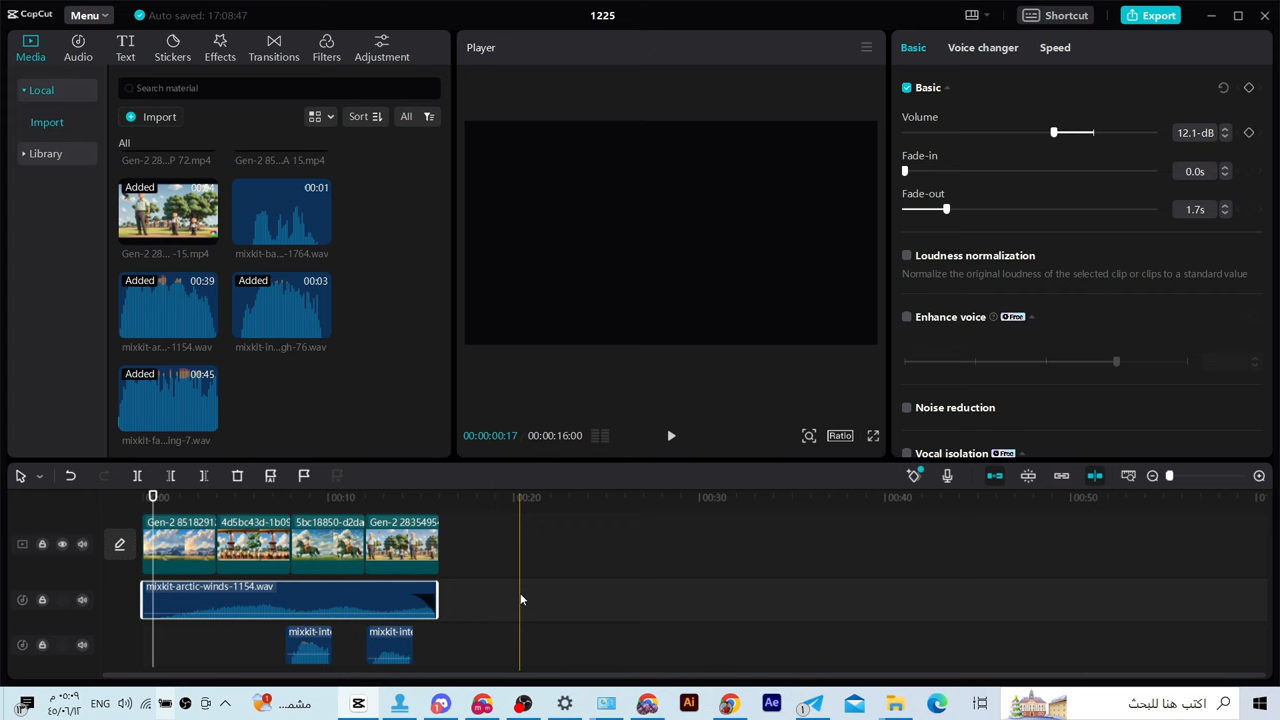 CapCut
Menu
Auto saved: 17:08:47
1225
Shortcut
Export
Media
Audio
Text
Stickers
Effects
Transitions
Filters
Adjustment
Local
Import
Library
Search material
Import
Sort
All
All
Gen-2 28...P 72.mp4
Gen-2 85...A 15.mp4
Added
00:04
00:01
Gen-2 28... -15.mp4
mixkit-ba...-1764.wav
Added
00:39
Added
00:03
mixkit-ar...-1154.wav
mixkit-in...gh-76.wav
Added
00:45
mixkit-fa...ing-7.wav
Player
00:00:00:17
00:00:16:00
Ratio
Basic
Voice changer
Speed
Basic
Volume
12.1-dB
Fade-in
0.0s
Fade-out
1.7s
Loudness normalization
Normalize the original loudness of the selected clip or clips to a standard value
Enhance voice
Free
Noise reduction
Vocal isolation
Free
00:10
00:20
00:30
00:40
00:50
Gen-2 8518291
4d5bc43d-1b09
5bc18850-d2da
Gen-2 2835495
mixkit-arctic-winds-1154.wav
mixkit-inte
mixkit-inte
ENG
مشم...
Ai
Ae
اكتب هنا للبحث